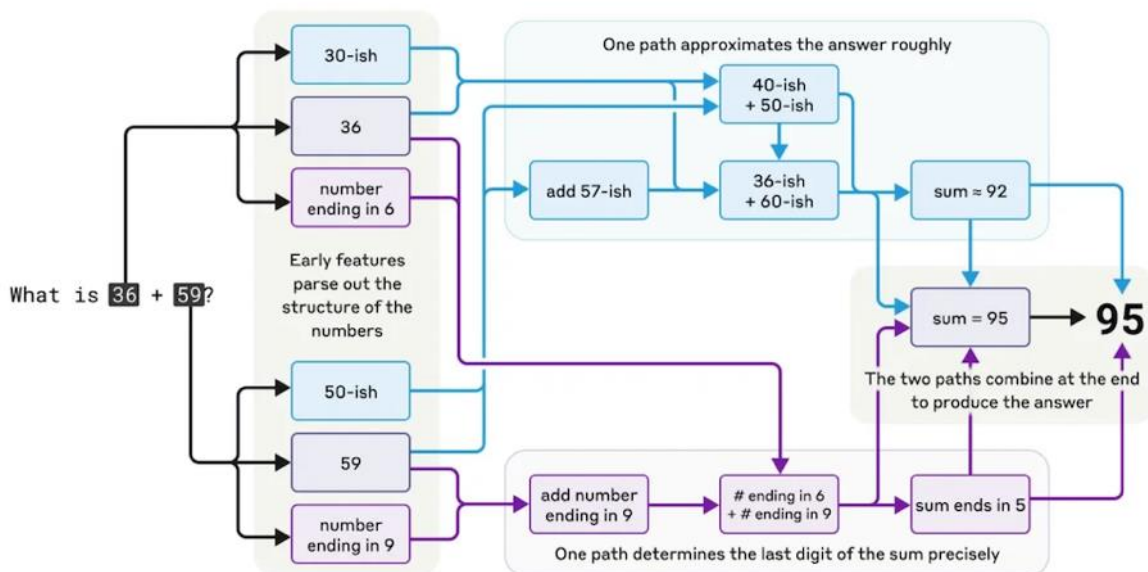 One path approximates the answer roughly
30-ish
36
number
ending in 6
40-ish
+ 50-ish
add 57-ish
36-ish
+ 60-ish
sum ≈ 92
Early features
parse out the
structure of the
numbers
What is 36 + 59?
sum = 95
95
The two paths combine at the end
to produce the answer
50-ish
59
number
ending in 9
add number
ending in 9
# ending in 6
+ # ending in 9
sum ends in 5
One path determines the last digit of the sum precisely